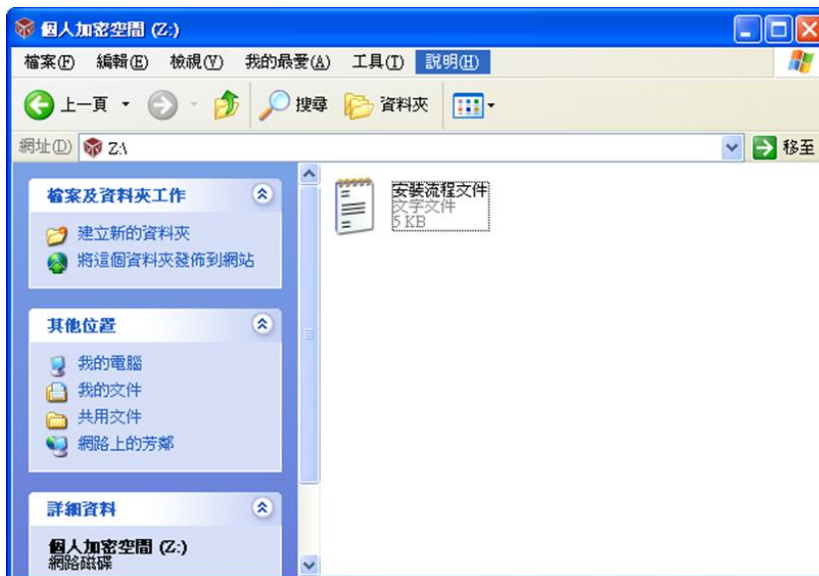 個人加密空間 (Z:)
檔案(F) 編輯(E) 檢視(V) 我的最愛(A) 工具(T) 說明(H)
上一頁 搜尋 資料夾
網址(D) Z:\ 移至
檔案及資料夾工作
建立新的資料夾
將這個資料夾發佈到網站
其他位置
我的電腦
我的文件
共用文件
網路上的芳鄰
詳細資料
個人加密空間 (Z:)
網路磁碟
安裝流程文件
文字文件
5 KB